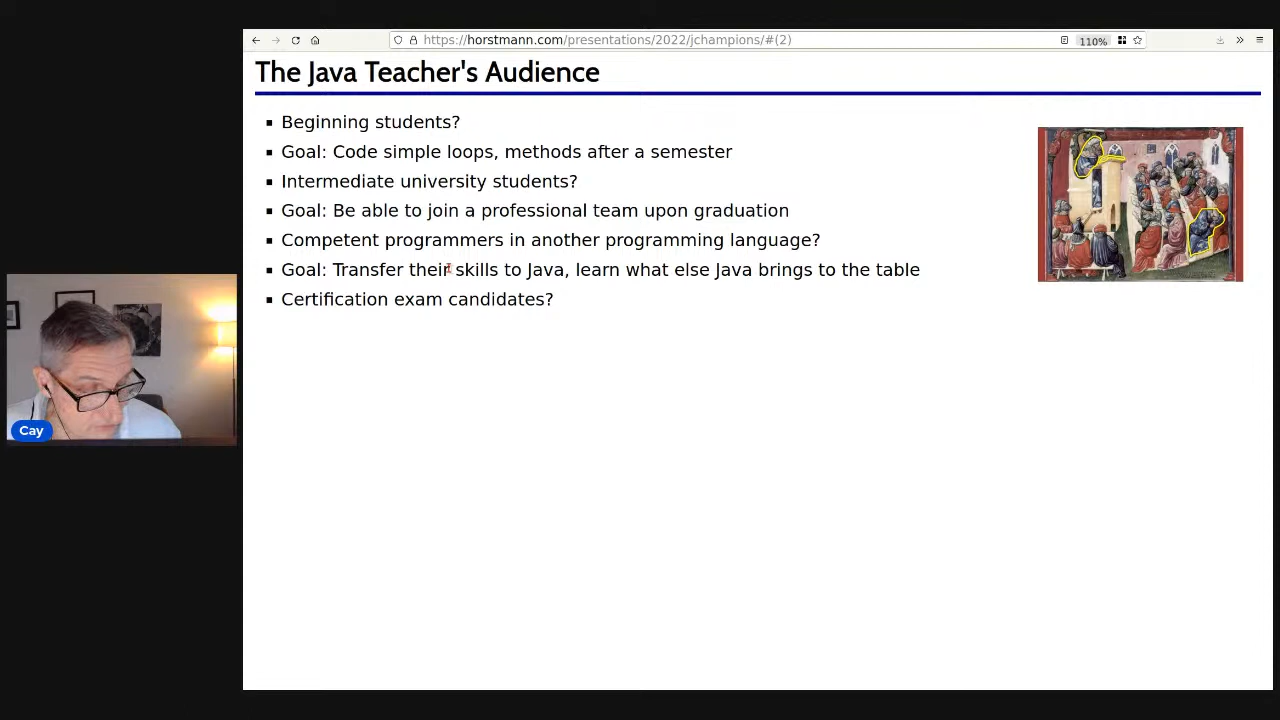 https://horstmann.com/presentations/2022/jchampions/#(2)
110%
The Java Teacher's Audience
Beginning students?
Goal: Code simple loops, methods after a semester
Intermediate university students?
Goal: Be able to join a professional team upon graduation
Competent programmers in another programming language?
Goal: Transfer their skills to Java, learn what else Java brings to the table
Certification exam candidates?
Cay